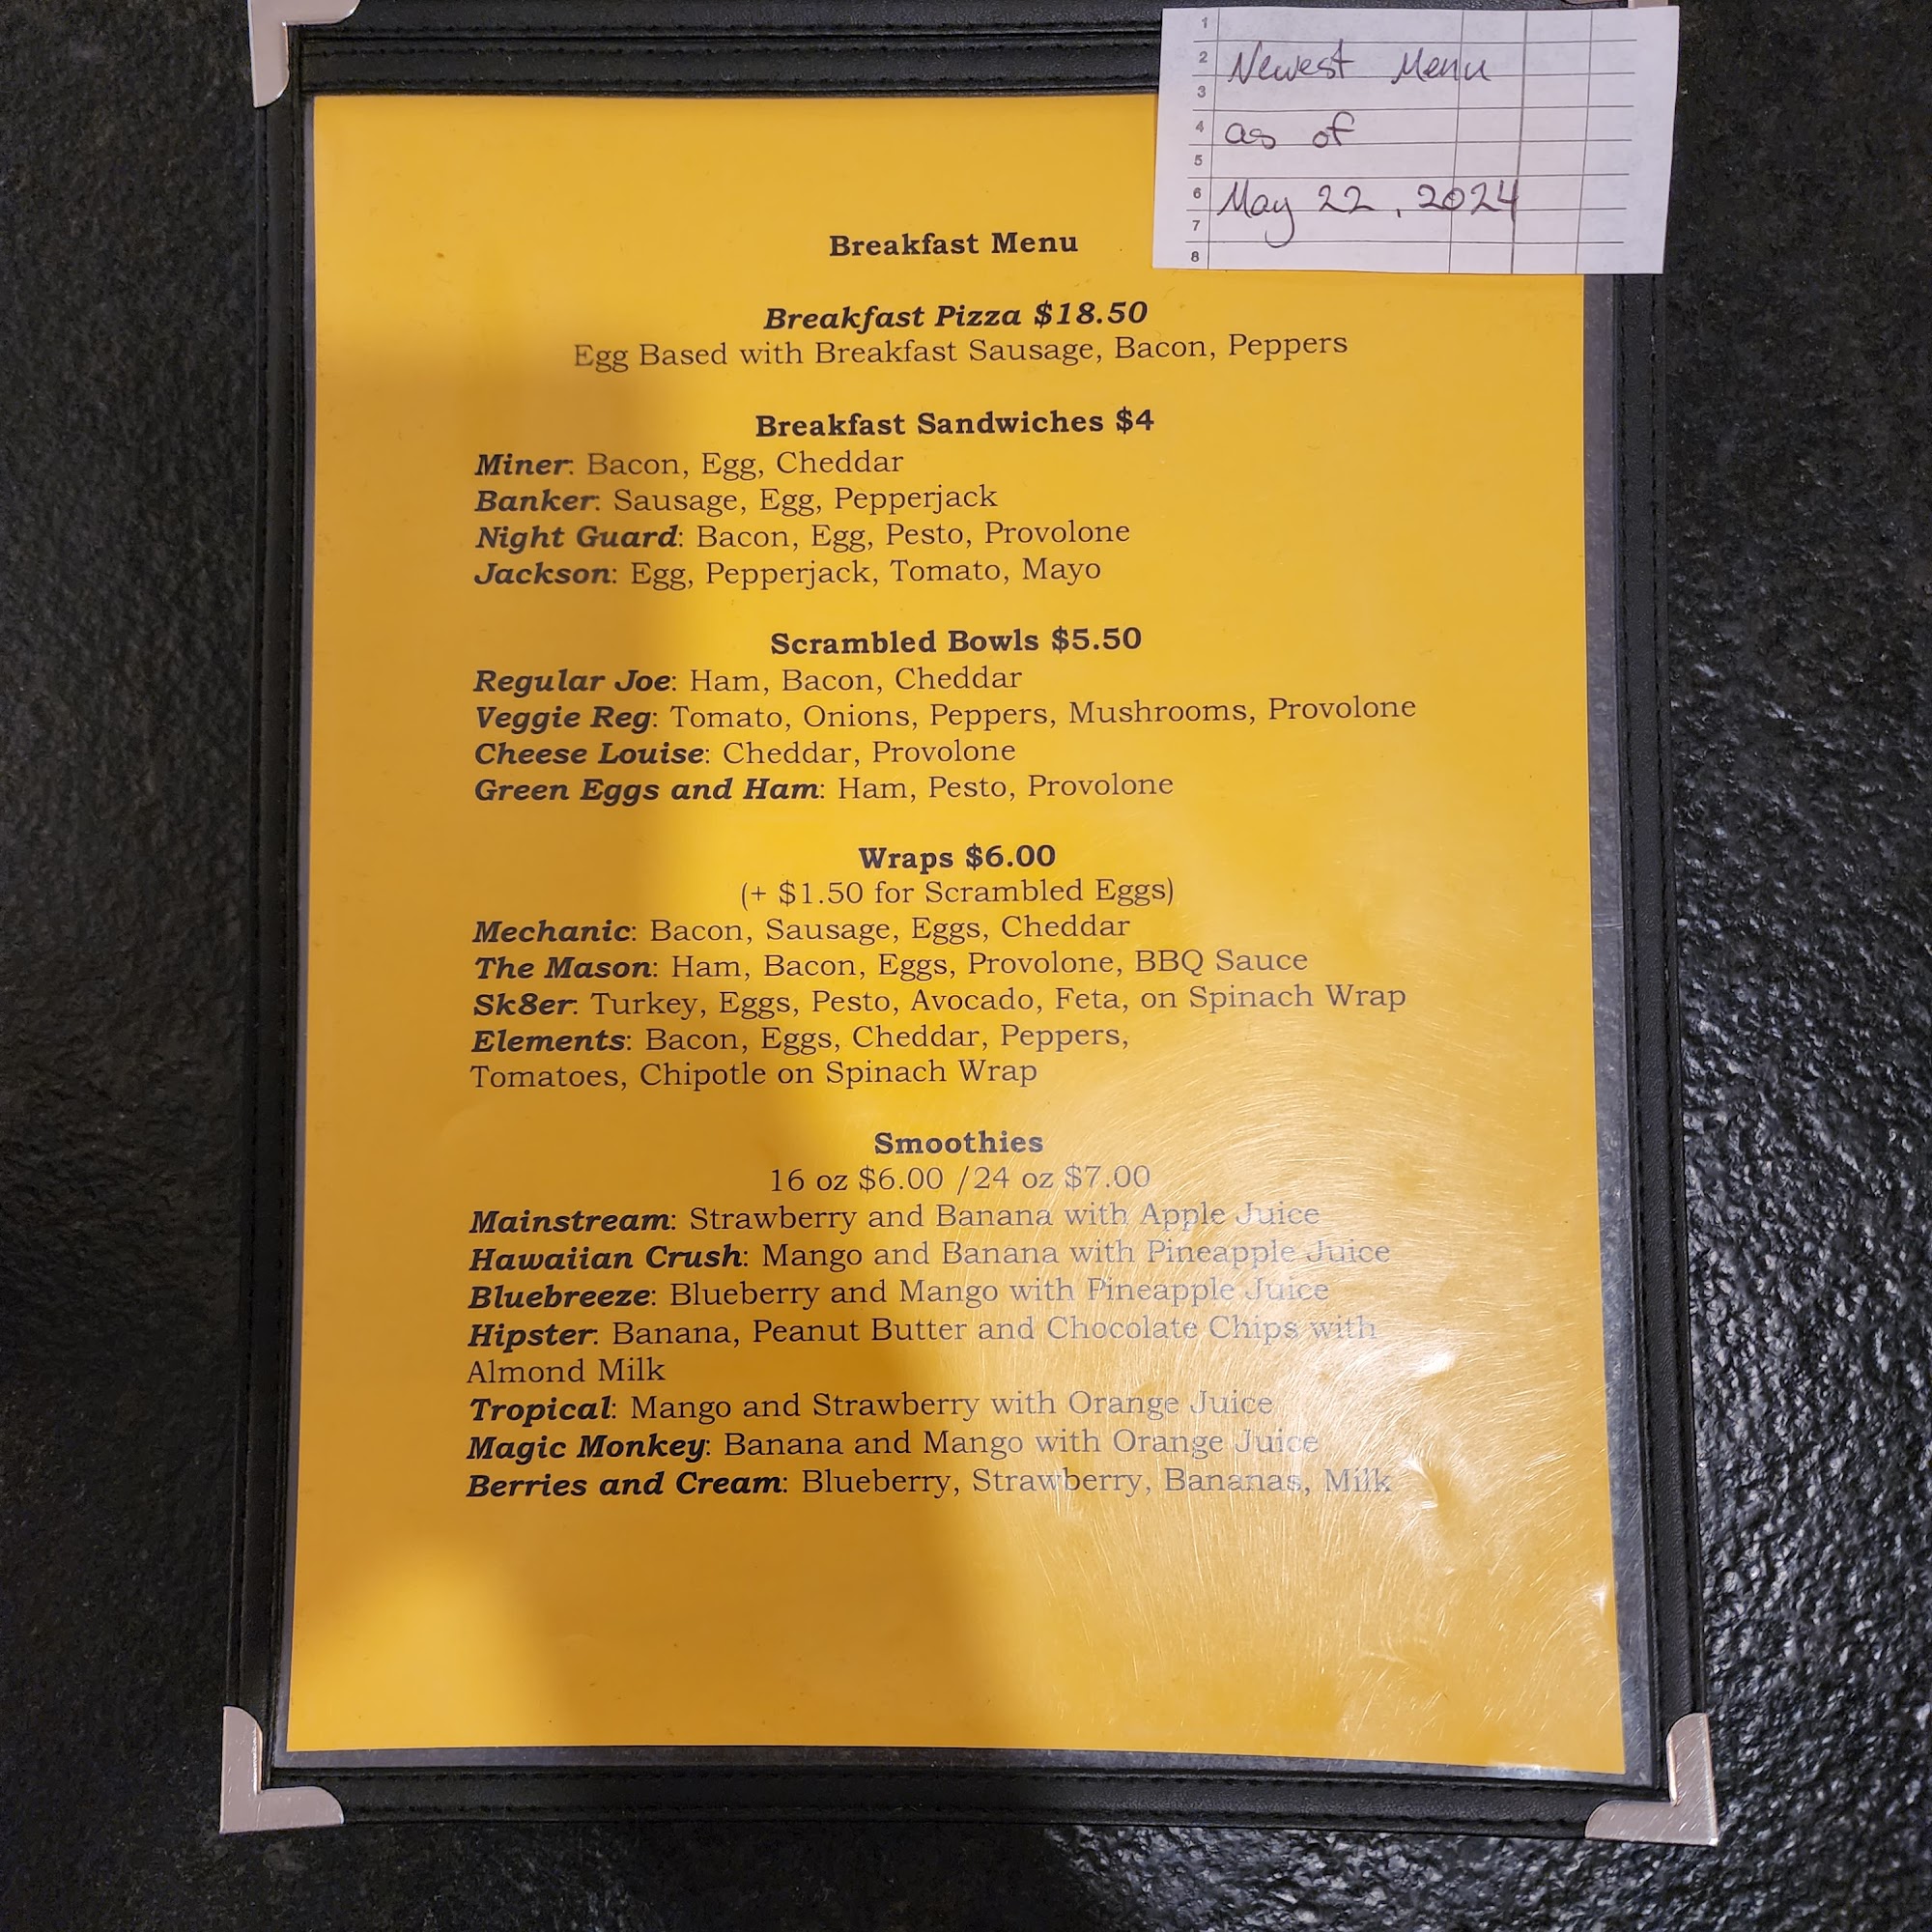 1
2 Newest Menu
3
4 as of
5
6 May 22, 2024
7
8
Breakfast Menu
Breakfast Pizza $18.50
Egg Based with Breakfast Sausage, Bacon, Peppers
Breakfast Sandwiches $4
Miner: Bacon, Egg, Cheddar
Banker: Sausage, Egg, Pepperjack
Night Guard: Bacon, Egg, Pesto, Provolone
Jackson: Egg, Pepperjack, Tomato, Mayo
Scrambled Bowls $5.50
Regular Joe: Ham, Bacon, Cheddar
Veggie Reg: Tomato, Onions, Peppers, Mushrooms, Provolone
Cheese Louise: Cheddar, Provolone
Green Eggs and Ham: Ham, Pesto, Provolone
Wraps $6.00
(+ $1.50 for Scrambled Eggs)
Mechanic: Bacon, Sausage, Eggs, Cheddar
The Mason: Ham, Bacon, Eggs, Provolone, BBQ Sauce
Sk8er: Turkey, Eggs, Pesto, Avocado, Feta, on Spinach Wrap
Elements: Bacon, Eggs, Cheddar, Peppers,
Tomatoes, Chipotle on Spinach Wrap
Smoothies
16 oz $6.00 /24 oz $7.00
Mainstream: Strawberry and Banana with Apple Juice
Hawaiian Crush: Mango and Banana with Pineapple Juice
Bluebreeze: Blueberry and Mango with Pineapple Juice
Hipster: Banana, Peanut Butter and Chocolate Chips with
Almond Milk
Tropical: Mango and Strawberry with Orange Juice
Magic Monkey: Banana and Mango with Orange Juice
Berries and Cream: Blueberry, Strawberry, Bananas, Milk